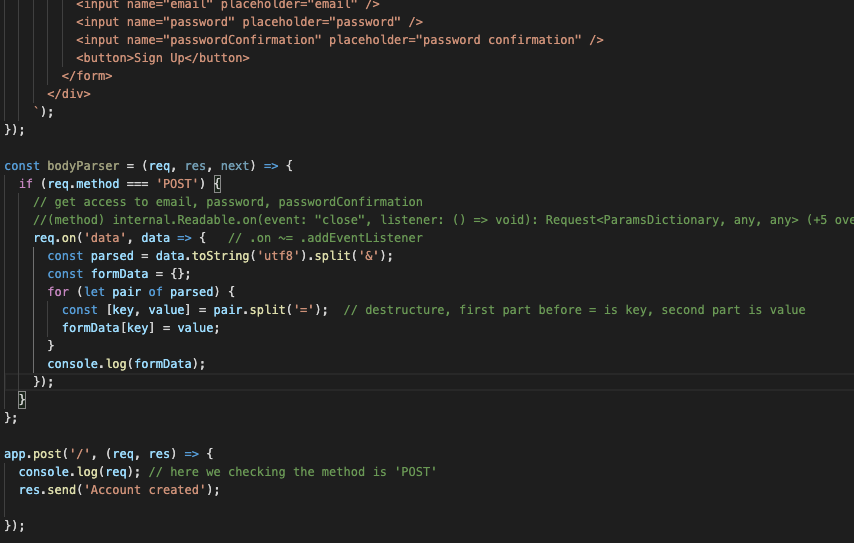 <input name="email" placeholder="email" />
<input name="password" placeholder="password" />
<input name="passwordConfirmation" placeholder="password confirmation" />
<button>Sign Up</button>
</form>
</div>
`);
});
const bodyParser = (req, res, next) => {
if (req.method === 'POST') {
// get access to email, password, passwordConfirmation
//(method) internal.Readable.on(event: "close", listener: () => void): Request<ParamsDictionary, any, any> (+5 ove
req.on('data', data => {   // .on ~= .addEventListener
const parsed = data.toString('utf8').split('&');
const formData = {};
for (let pair of parsed) {
const [key, value] = pair.split('=');  // destructure, first part before = is key, second part is value
formData[key] = value;
}
console.log(formData);
});
}
};
app.post('/', (req, res) => {
console.log(req); // here we checking the method is 'POST'
res.send('Account created');
});